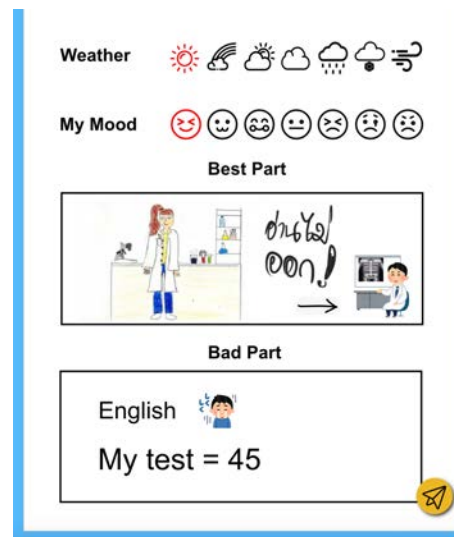 Weather
My Mood
Best Part
อ่านไม่
ออก!
Bad Part
English
My test = 45